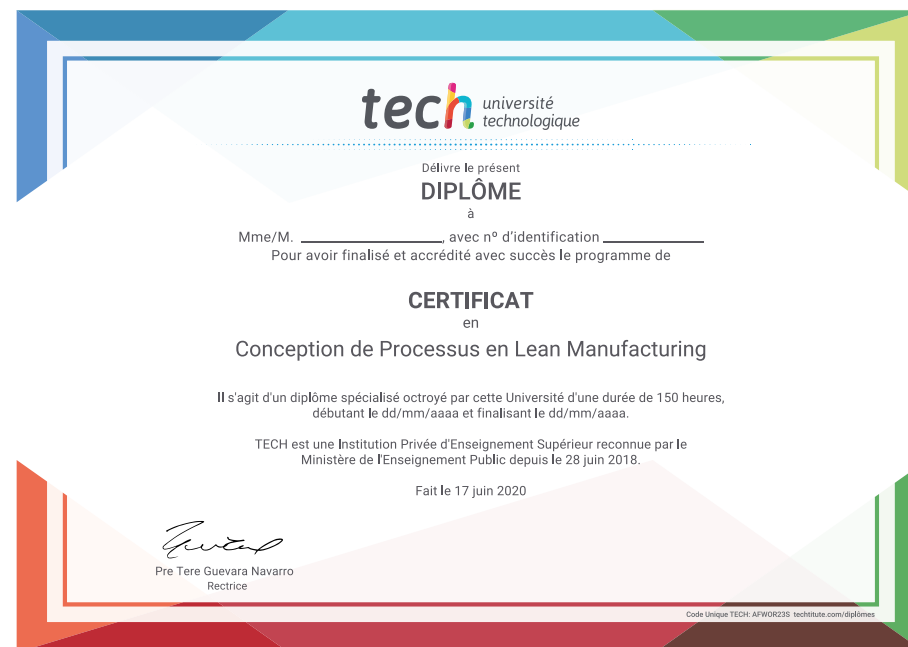 tech université
technologique
Délivre le présent
DIPLÔME
à
Mme/M. ____________, avec nº d'identification ____________
Pour avoir finalisé et accrédité avec succès le programme de
CERTIFICAT
en
Conception de Processus en Lean Manufacturing
Il s'agit d'un diplôme spécialisé octroyé par cette Université d'une durée de 150 heures,
débutant le dd/mm/aaaa et finalisant le dd/mm/aaaa.
TECH est une Institution Privée d'Enseignement Supérieur reconnue par le
Ministère de l'Enseignement Public depuis le 28 juin 2018.
Fait le 17 juin 2020
Pre Tere Guevara Navarro
Rectrice
Code Unique TECH: AFWOR23S techtitute.com/diplômes